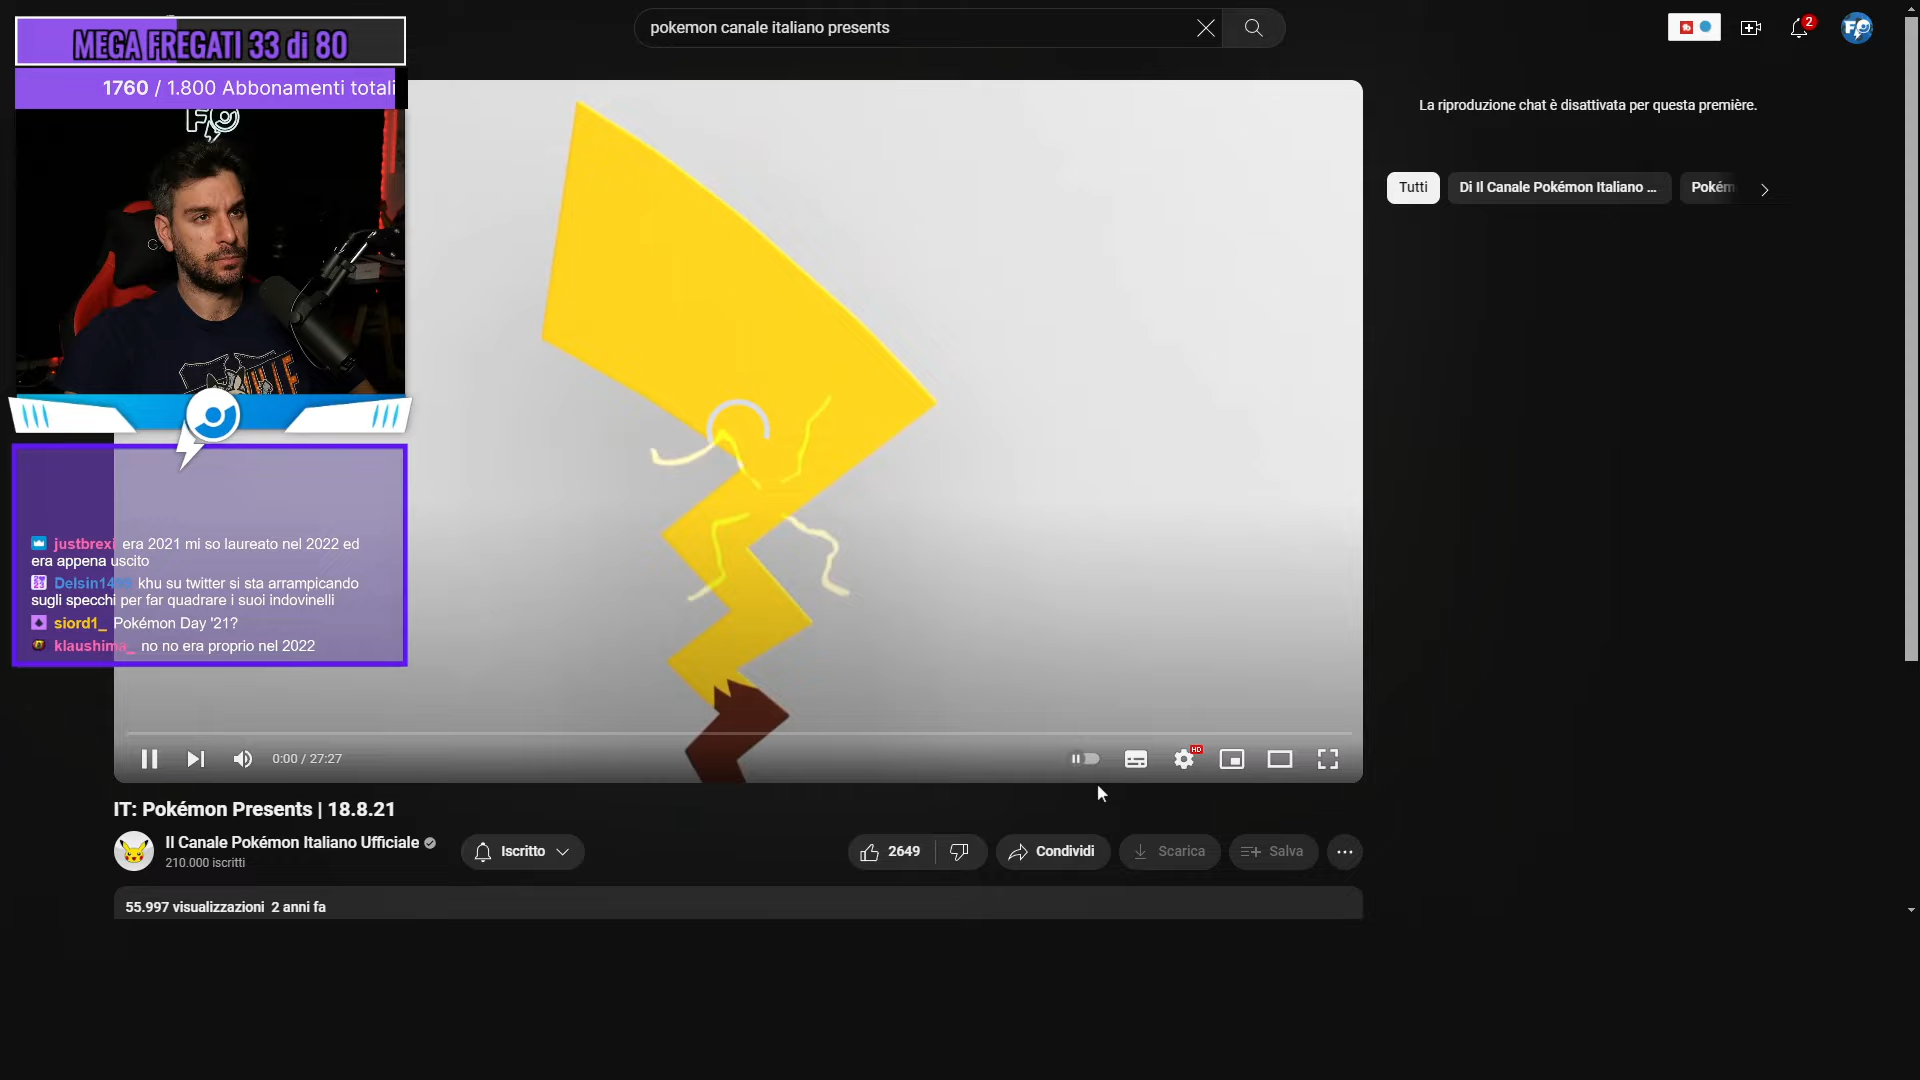 MEGA FREGATI 33 di 80
1760 / 1.800 Abbonamenti totali
pokemon canale italiano presents
2
La riproduzione chat è disattivata per questa première.
Tutti
Di Il Canale Pokémon Italiano ...
justbrexi era 2021 mi so laureato nel 2022 ed
era appena uscito
khu su twitter si sta arrampicando
sugli specchi per far quadrare i suoi indovinelli
siord1_ Pokémon Day '21?
klaushima_ no no era proprio nel 2022
0:00 / 27:27
HD
IT: Pokémon Presents | 18.8.21
Il Canale Pokémon Italiano Ufficiale
210.000 iscritti
Iscritto
2649
Condividi
Scarica
Salva
55.997 visualizzazioni 2 anni fa